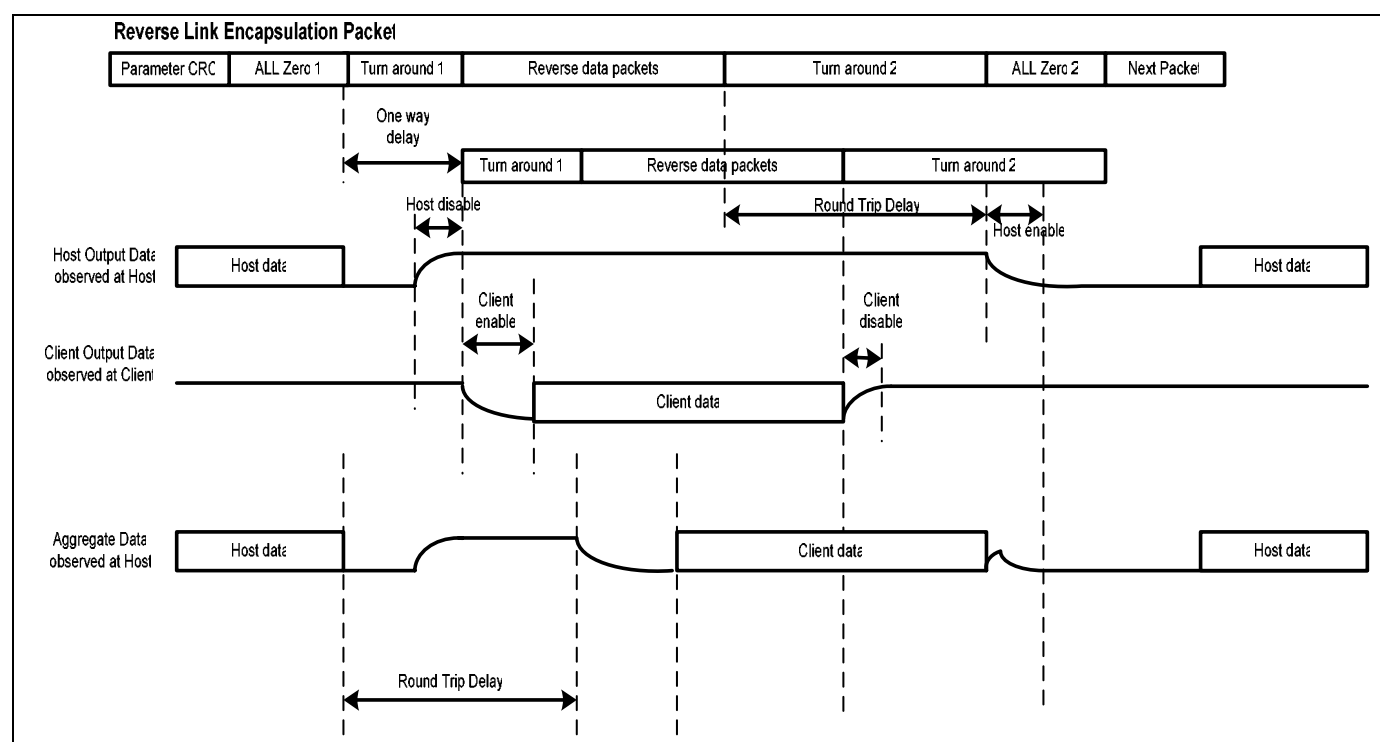 Reverse Link Encapsulation Packet
Parameter CRC
ALL Zero 1
Turn around 1
Reverse data packets
Turn around 2
ALL Zero 2
Next Packet
One way
delay
Turn around 1
Reverse data packets
Turn around 2
Host disable
Round Trip Delay
Host enable
Host Output Data
observed at Host
Host data
Host data
Client
enable
Client
disable
Client Output Data
observed at Client
Client data
Aggregate Data
observed at Host
Host data
Client data
Host data
Round Trip Delay